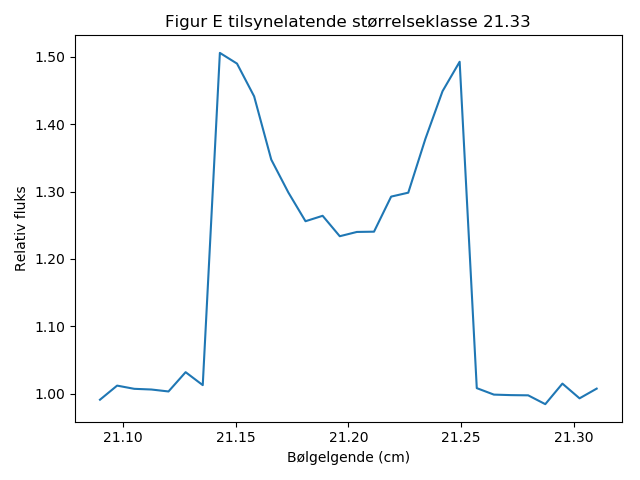 Figur E tilsynelatende størrelseklasse 21.33
1.50
1.40
1.30
1.20
1.10
1.00
Relativ fluks
21.10 21.15 21.20 21.25 21.30
Bølgelgende (cm)